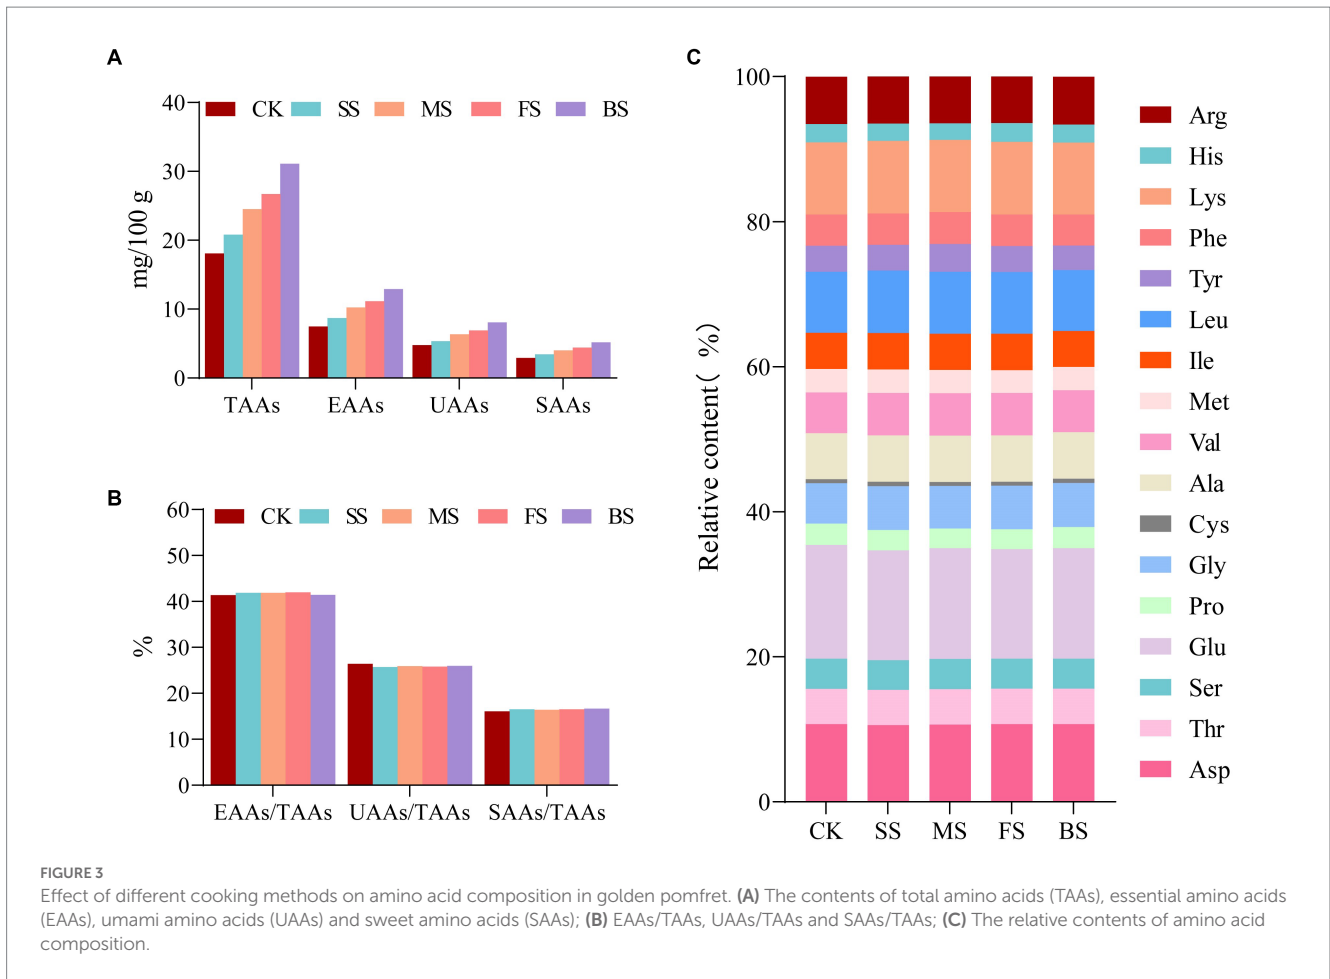 A
CK SS MS FS BS
40
30
20
10
0
mg/100 g
TAAs EAAs UAAs SAAs
B
CK SS MS FS BS
60
50
40
30
20
10
0
%
EAAs/TAAs UAAs/TAAs SAAs/TAAs
C
100
80
60
40
20
0
Relative content( %)
CK SS MS FS BS
Arg
His
Lys
Phe
Tyr
Leu
Ile
Met
Val
Ala
Cys
Gly
Pro
Glu
Ser
Thr
Asp
FIGURE 3
Effect of different cooking methods on amino acid composition in golden pomfret. (A) The contents of total amino acids (TAAs), essential amino acids
(EAAs), umami amino acids (UAAs) and sweet amino acids (SAAs); (B) EAAs/TAAs, UAAs/TAAs and SAAs/TAAs; (C) The relative contents of amino acid
composition.